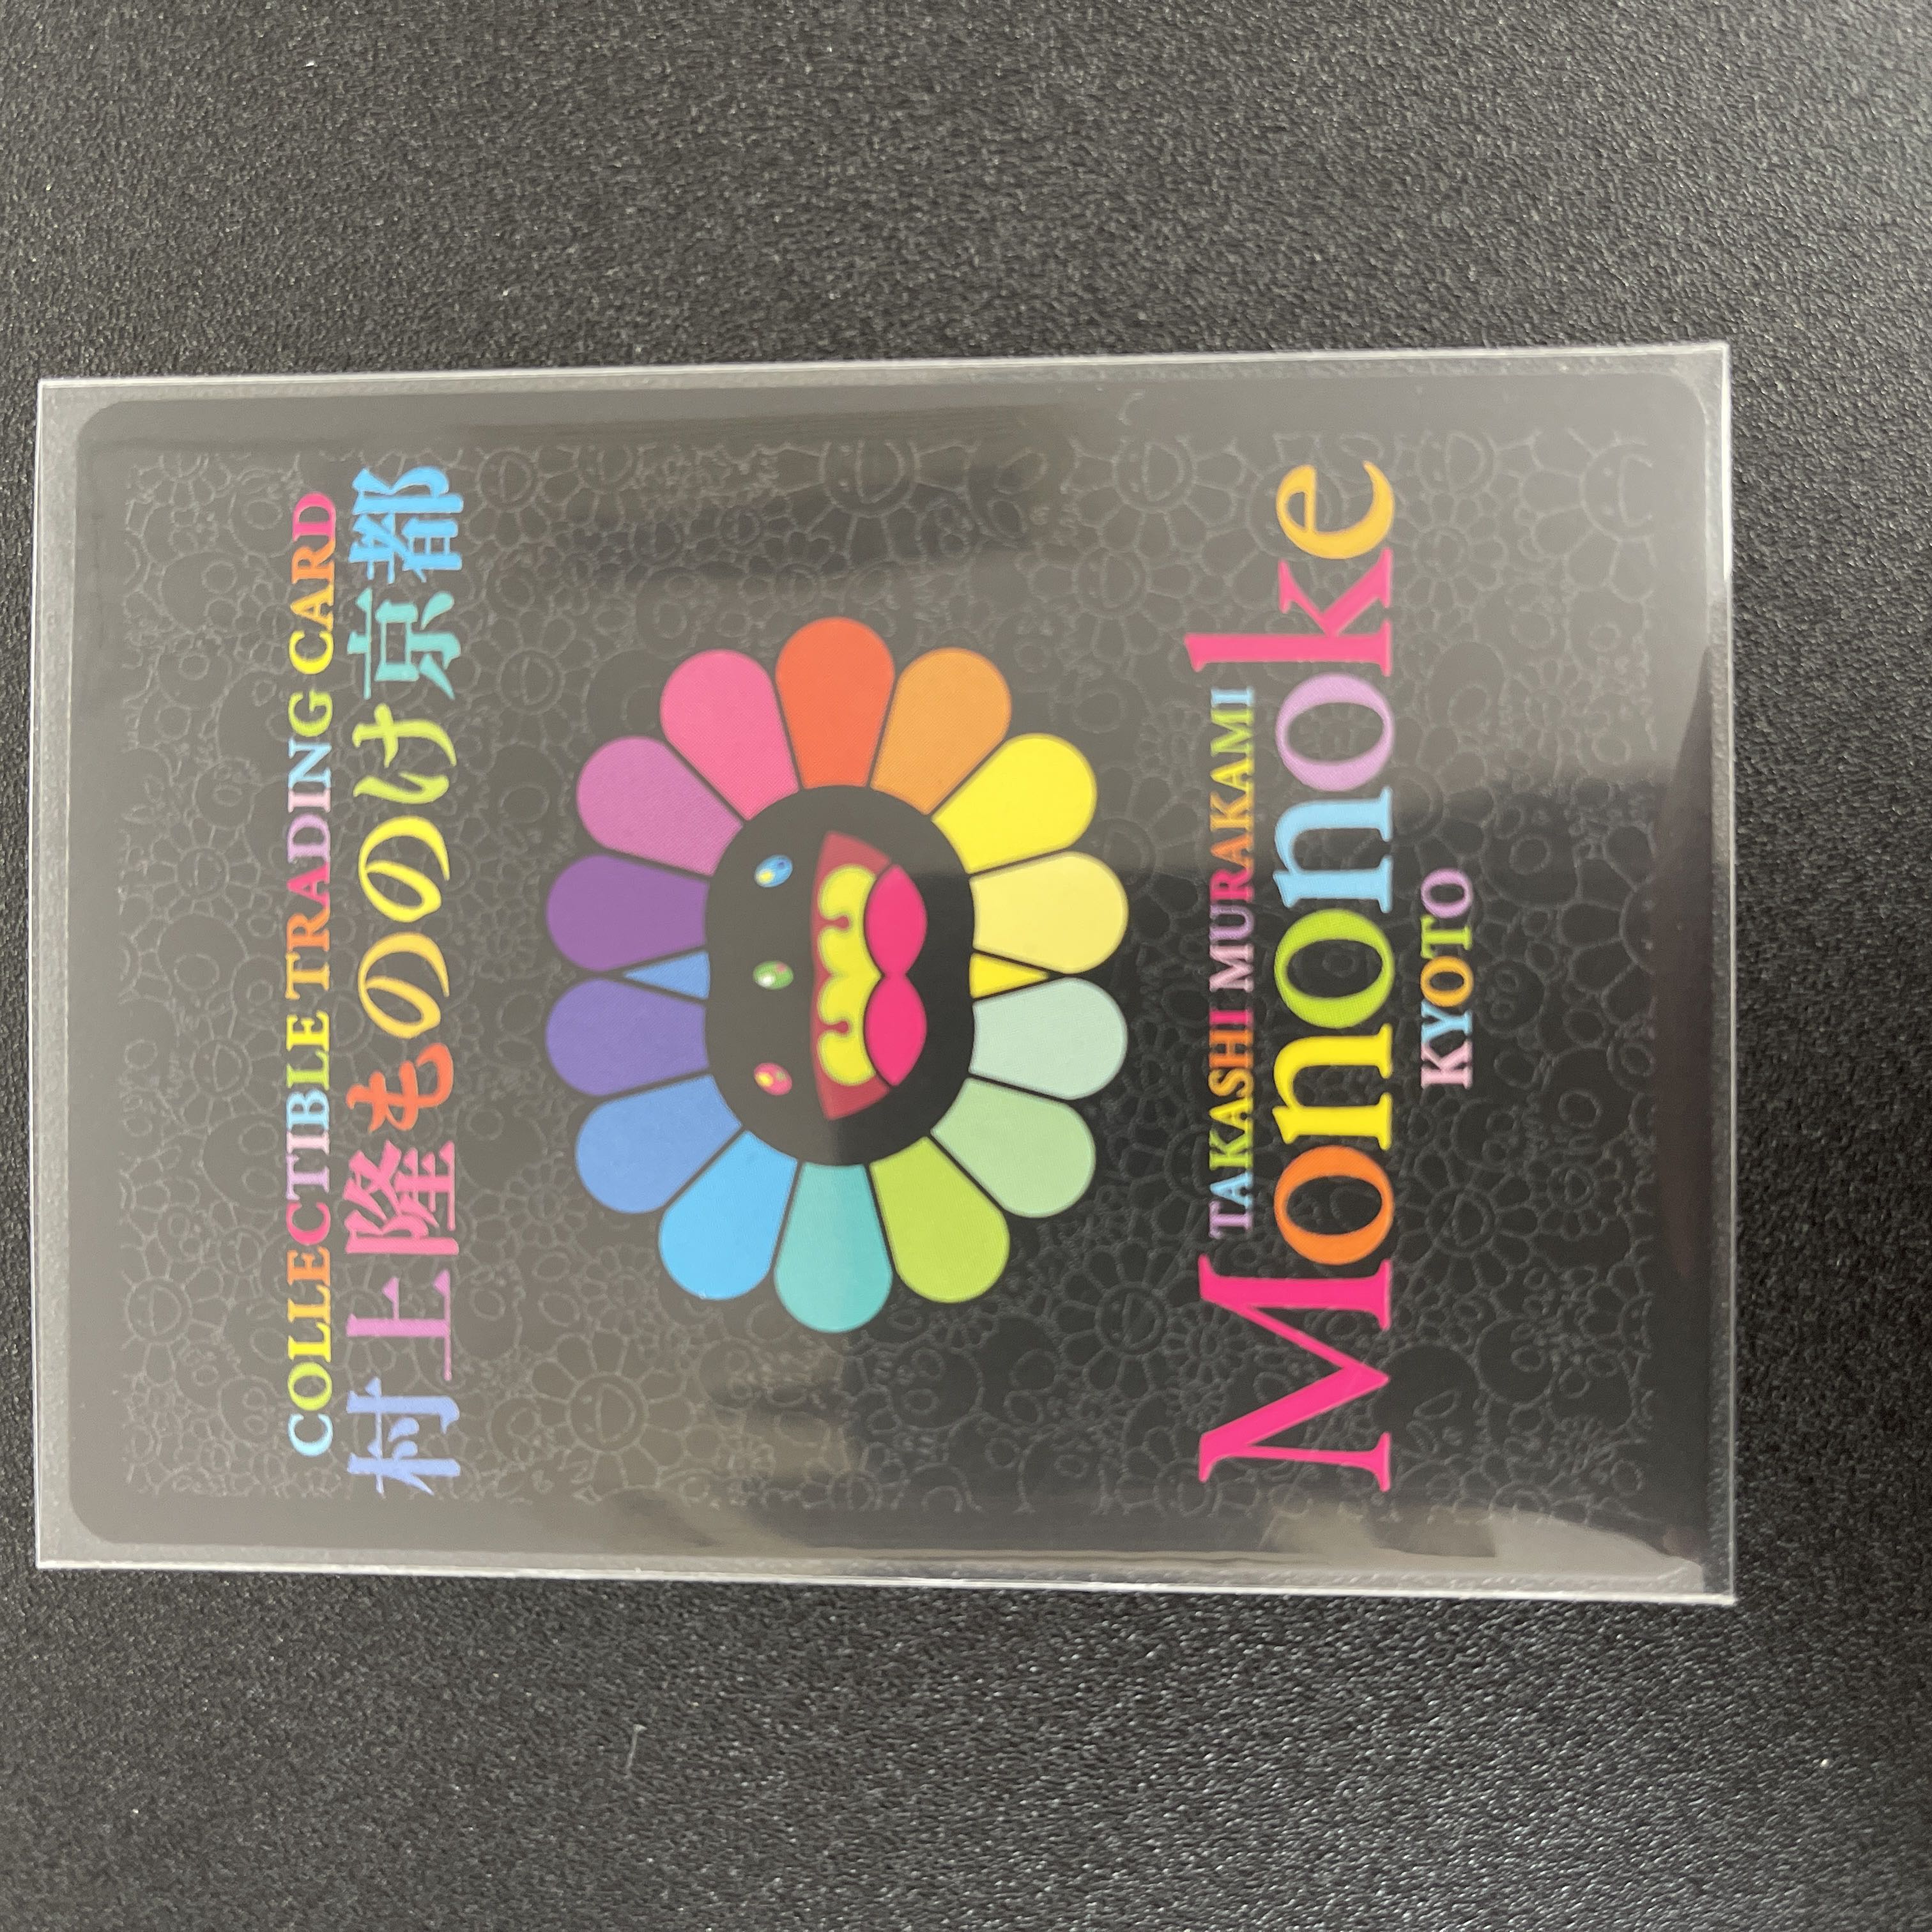 COLLECTIBLE TRADING CARD
村上隆もののけ京都
TAKASHI MURAKAMI
Mononoke
KYOTO